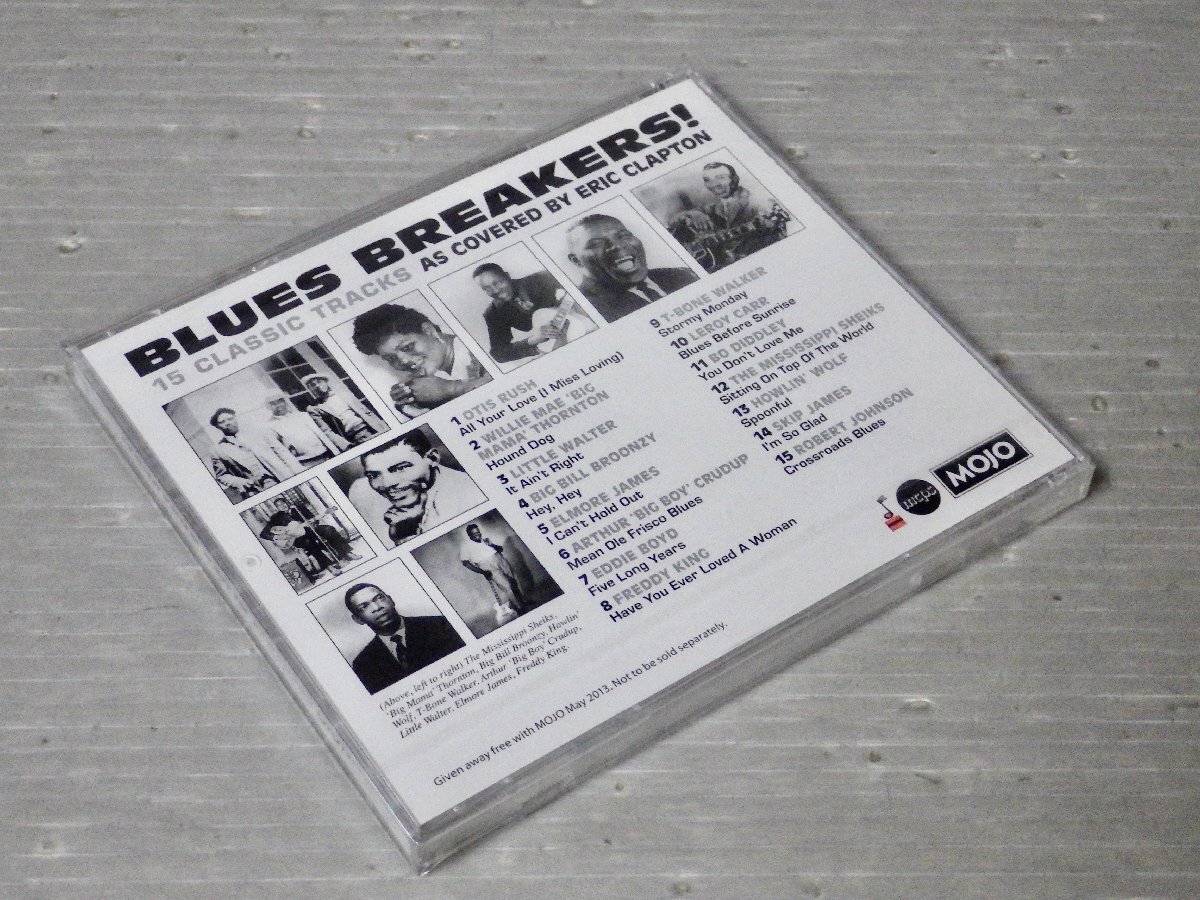 BLUES BREAKERS!
15 CLASSIC TRACKS AS COVERED BY ERIC CLAPTON
1 OTIS RUSH
All Your Love (I Miss Loving)
2 WILLIE MAE 'BIG
MAMA' THORNTON
Hound Dog
3 LITTLE WALTER
It Ain't Right
4 BIG BILL BROONZY
Hey, Hey
5 ELMORE JAMES
I Can't Hold Out
6 ARTHUR 'BIG BOY' CRUDUP
Mean Ole Frisco Blues
7 EDDIE BOYD
Five Long Years
8 FREDDY KING
Have You Ever Loved A Woman
9 T-BONE WALKER
Stormy Monday
10 LEROY CARR
Blues Before Sunrise
11 BO DIDDLEY
You Don't Love Me
12 THE MISSISSIPPI SHEIKS
Sitting On Top Of The World
13 HOWLIN' WOLF
Spoonful
14 SKIP JAMES
I'm So Glad
15 ROBERT JOHNSON
Crossroads Blues
mcps
MOJO
(Above, left to right) The Mississippi Sheiks,
'Big Mama' Thornton, Big Bill Broonzy, Howlin'
Wolf, T-Bone Walker, Arthur 'Big Boy' Crudup,
Little Walter, Elmore James, Freddy King.
Given away free with MOJO May 2013. Not to be sold separately.